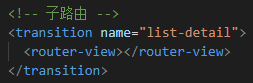 <!-- 子路由 -->
<transition name="list-detail">
  <router-view></router-view>
</transition>